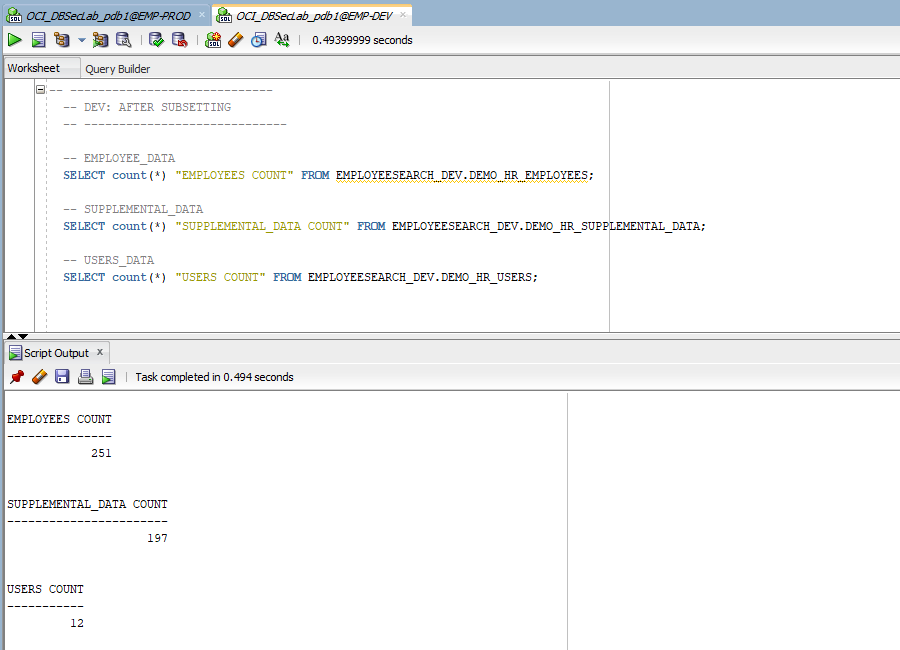 OCI_DBSecLab_pdb1@EMP-PROD × OCI_DBSecLab_pdb1@EMP-DEV ×
0.49399999 seconds
Worksheet Query Builder
-- -----------------------------
-- DEV: AFTER SUBSETTING
-- -----------------------------
-- EMPLOYEE_DATA
SELECT count(*) "EMPLOYEES COUNT" FROM EMPLOYEESEARCH_DEV.DEMO_HR_EMPLOYEES;
-- SUPPLEMENTAL_DATA
SELECT count(*) "SUPPLEMENTAL_DATA COUNT" FROM EMPLOYEESEARCH_DEV.DEMO_HR_SUPPLEMENTAL_DATA;
-- USERS_DATA
SELECT count(*) "USERS COUNT" FROM EMPLOYEESEARCH_DEV.DEMO_HR_USERS;
Script Output ×
Task completed in 0.494 seconds
EMPLOYEES COUNT
---------------
251
SUPPLEMENTAL_DATA COUNT
-----------------------
197
USERS COUNT
-----------
12